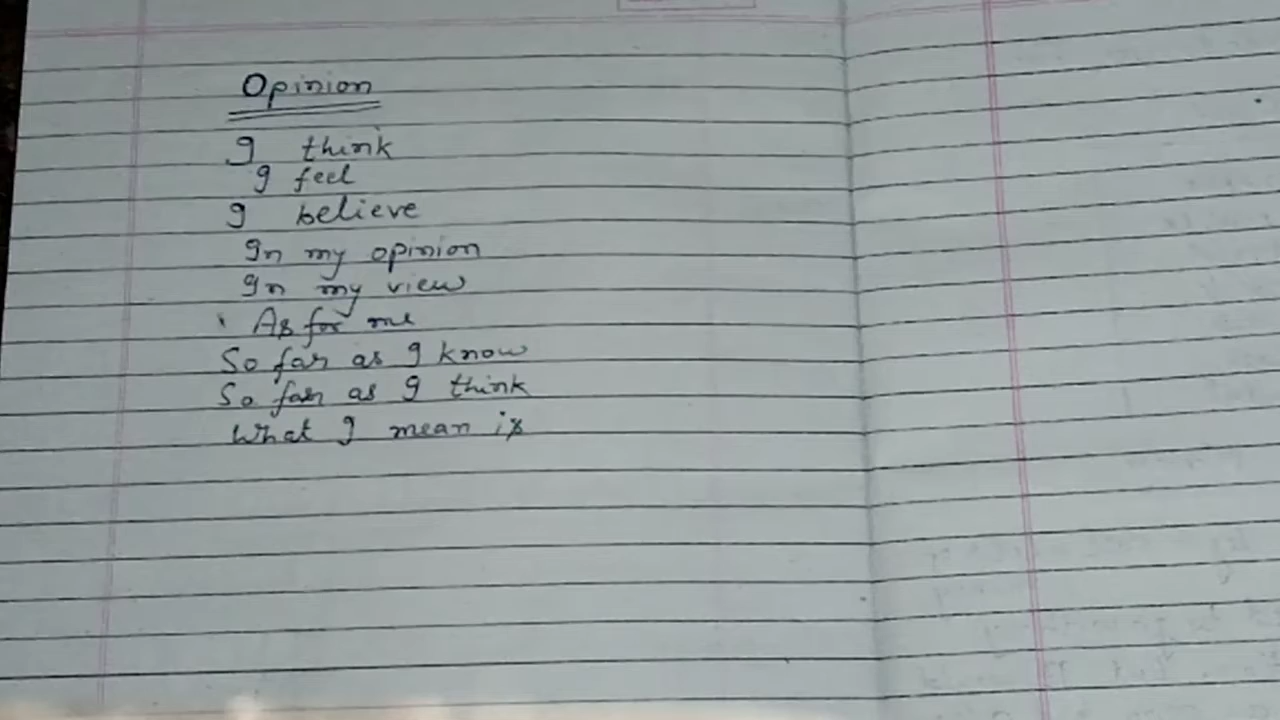 Opinion
I think
I feel
I believe
In my opinion
In my view
As for me
So far as I know
So far as I think
What I mean is